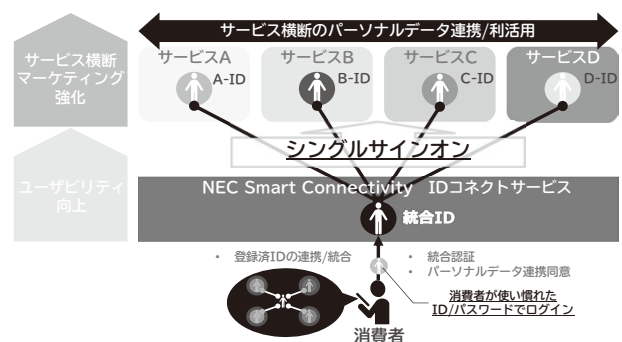 サービス横断のパーソナルデータ連携/利活用
サービス横断
マーケティング
強化
サービスA
A-ID
サービスB
B-ID
サービスC
C-ID
サービスD
D-ID
シングルサインオン
ユーザビリティ
向上
NEC Smart Connectivity IDコネクトサービス
統合ID
• 登録済IDの連携/統合
• 統合認証
• パーソナルデータ連携同意
消費者が使い慣れた
ID/パスワードでログイン
消費者